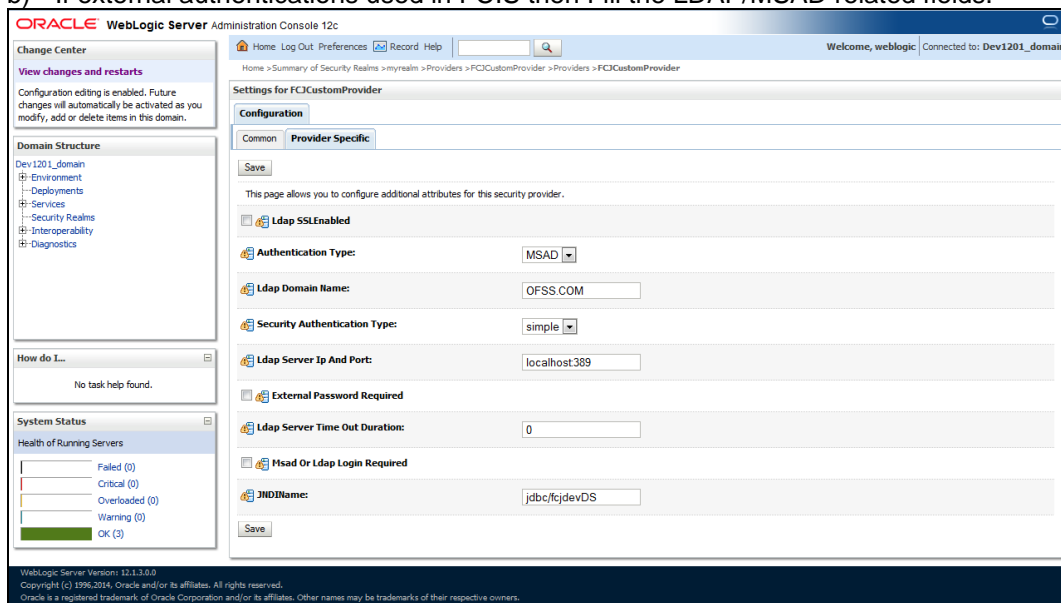 b) If external authentications used in FCIS then Fill the LDAP/MSAD related fields.
ORACLE WebLogic Server Administration Console 12c
Change Center
View changes and restarts
Configuration editing is enabled. Future
changes will automatically be activated as you
modify, add or delete items in this domain.
Domain Structure
Dev1201_domain
Environment
Deployments
Services
Security Realms
Interoperability
Diagnostics
How do I...
No task help found.
System Status
Health of Running Servers
Failed (0)
Critical (0)
Overloaded (0)
Warning (0)
OK (3)
Home Log Out Preferences Record Help
Welcome, weblogic Connected to: Dev1201_domain
Home >Summary of Security Realms >myrealm >Providers >FCJCustomProvider >Providers >FCJCustomProvider
Settings for FCJCustomProvider
Configuration
Common Provider Specific
Save
This page allows you to configure additional attributes for this security provider.
Ldap SSLEnabled
Authentication Type: MSAD
Ldap Domain Name: OFSS.COM
Security Authentication Type: simple
Ldap Server Ip And Port: localhost:389
External Password Required
Ldap Server Time Out Duration: 0
Msad Or Ldap Login Required
JNDIName: jdbc/fcjdevDS
Save
WebLogic Server Version: 12.1.3.0.0
Copyright (c) 1996,2014, Oracle and/or its affiliates. All rights reserved.
Oracle is a registered trademark of Oracle Corporation and/or its affiliates. Other names may be trademarks of their respective owners.